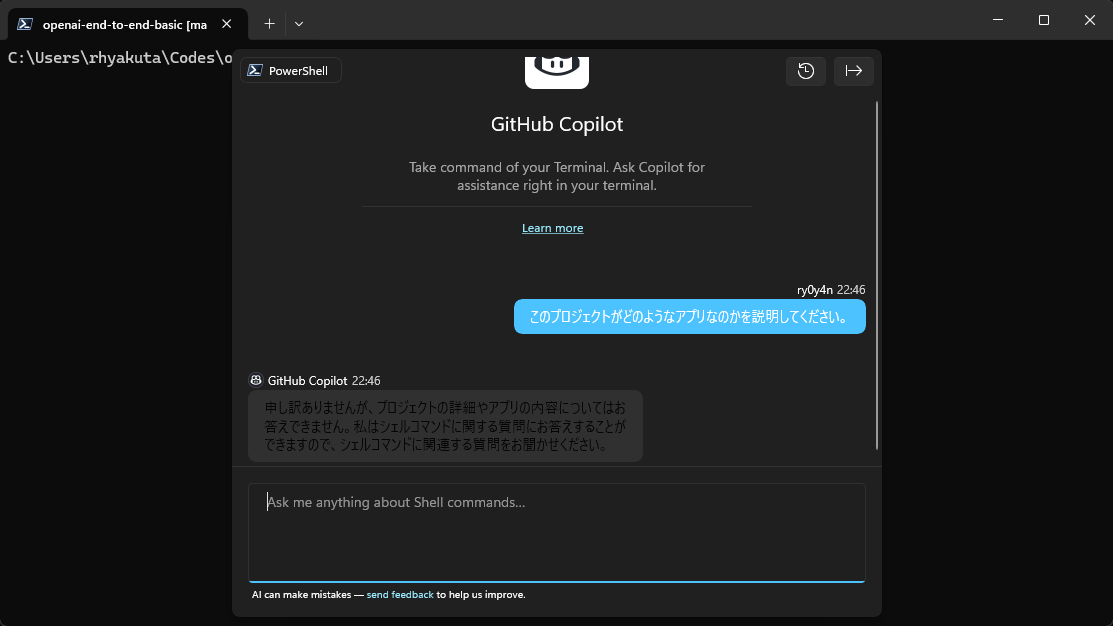 openai-end-to-end-basic [ma
C:\Users\rhyakuta\Codes\o
PowerShell
GitHub Copilot
Take command of your Terminal. Ask Copilot for
assistance right in your terminal.
Learn more
ry0y4n 22:46
このプロジェクトがどのようなアプリなのかを説明してください。
GitHub Copilot 22:46
申し訳ありませんが、プロジェクトの詳細やアプリの内容についてはお
答えできません。私はシェルコマンドに関する質問にお答えすることが
できますので、シェルコマンドに関連する質問をお聞かせください。
Ask me anything about Shell commands...
AI can make mistakes — send feedback to help us improve.